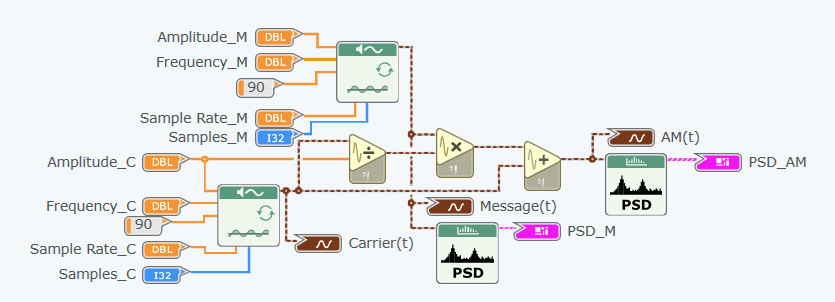 Amplitude_M DBL
Frequency_M DBL
90
Sample Rate_M DBL
Samples_M I32
AM(t)
Amplitude_C DBL
PSD_AM
PSD
Frequency_C DBL
Message(t)
90
PSD_M
Sample Rate_C DBL
Carrier(t)
Samples_C I32
PSD